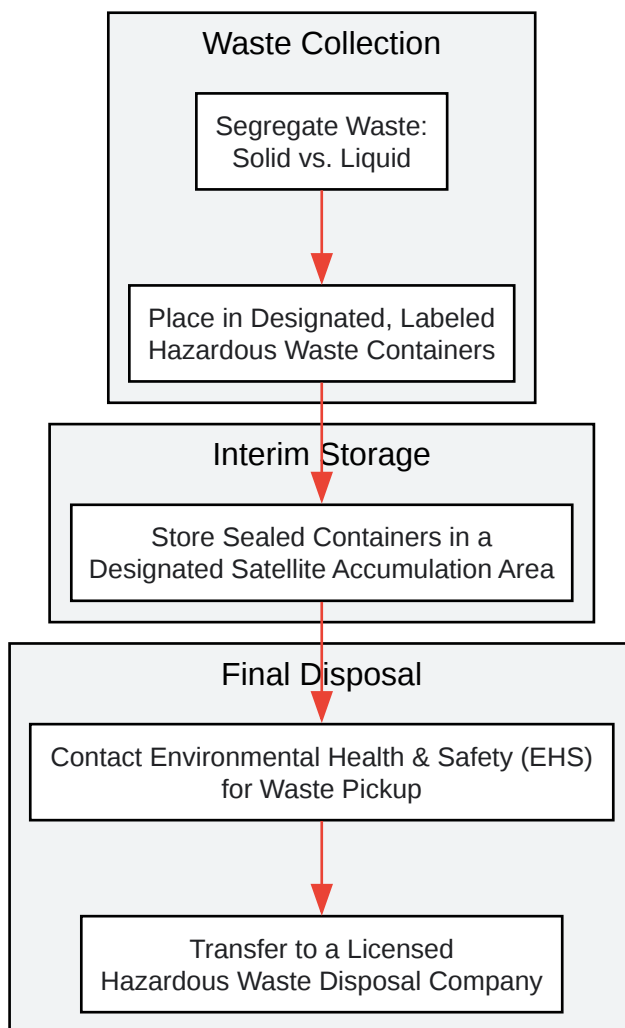 Waste Collection
Segregate Waste:
Solid vs. Liquid
Place in Designated, Labeled
Hazardous Waste Containers
Interim Storage
Store Sealed Containers in a
Designated Satellite Accumulation Area
Final Disposal
Contact Environmental Health & Safety (EHS)
for Waste Pickup
Transfer to a Licensed
Hazardous Waste Disposal Company